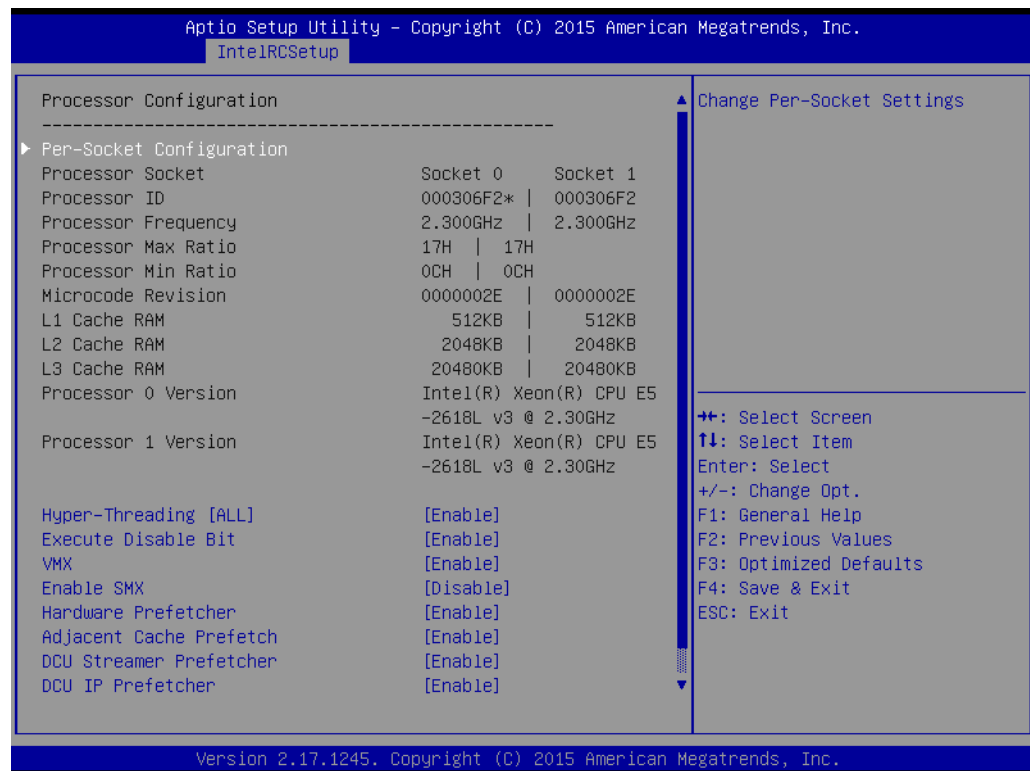 Aptio Setup Utility – Copyright (C) 2015 American Megatrends, Inc.
IntelRCSetup
Processor Configuration
--------------------------------------------------
Per-Socket Configuration
Processor Socket Socket 0 Socket 1
Processor ID 000306F2* | 000306F2
Processor Frequency 2.300GHz | 2.300GHz
Processor Max Ratio 17H | 17H
Processor Min Ratio 0CH | 0CH
Microcode Revision 0000002E | 0000002E
L1 Cache RAM 512KB | 512KB
L2 Cache RAM 2048KB | 2048KB
L3 Cache RAM 20480KB | 20480KB
Processor 0 Version Intel(R) Xeon(R) CPU E5
-2618L v3 @ 2.30GHz
Processor 1 Version Intel(R) Xeon(R) CPU E5
-2618L v3 @ 2.30GHz
Hyper-Threading [ALL] [Enable]
Execute Disable Bit [Enable]
VMX [Enable]
Enable SMX [Disable]
Hardware Prefetcher [Enable]
Adjacent Cache Prefetch [Enable]
DCU Streamer Prefetcher [Enable]
DCU IP Prefetcher [Enable]
Change Per-Socket Settings
→←: Select Screen
↑↓: Select Item
Enter: Select
+/-: Change Opt.
F1: General Help
F2: Previous Values
F3: Optimized Defaults
F4: Save & Exit
ESC: Exit
Version 2.17.1245. Copyright (C) 2015 American Megatrends, Inc.